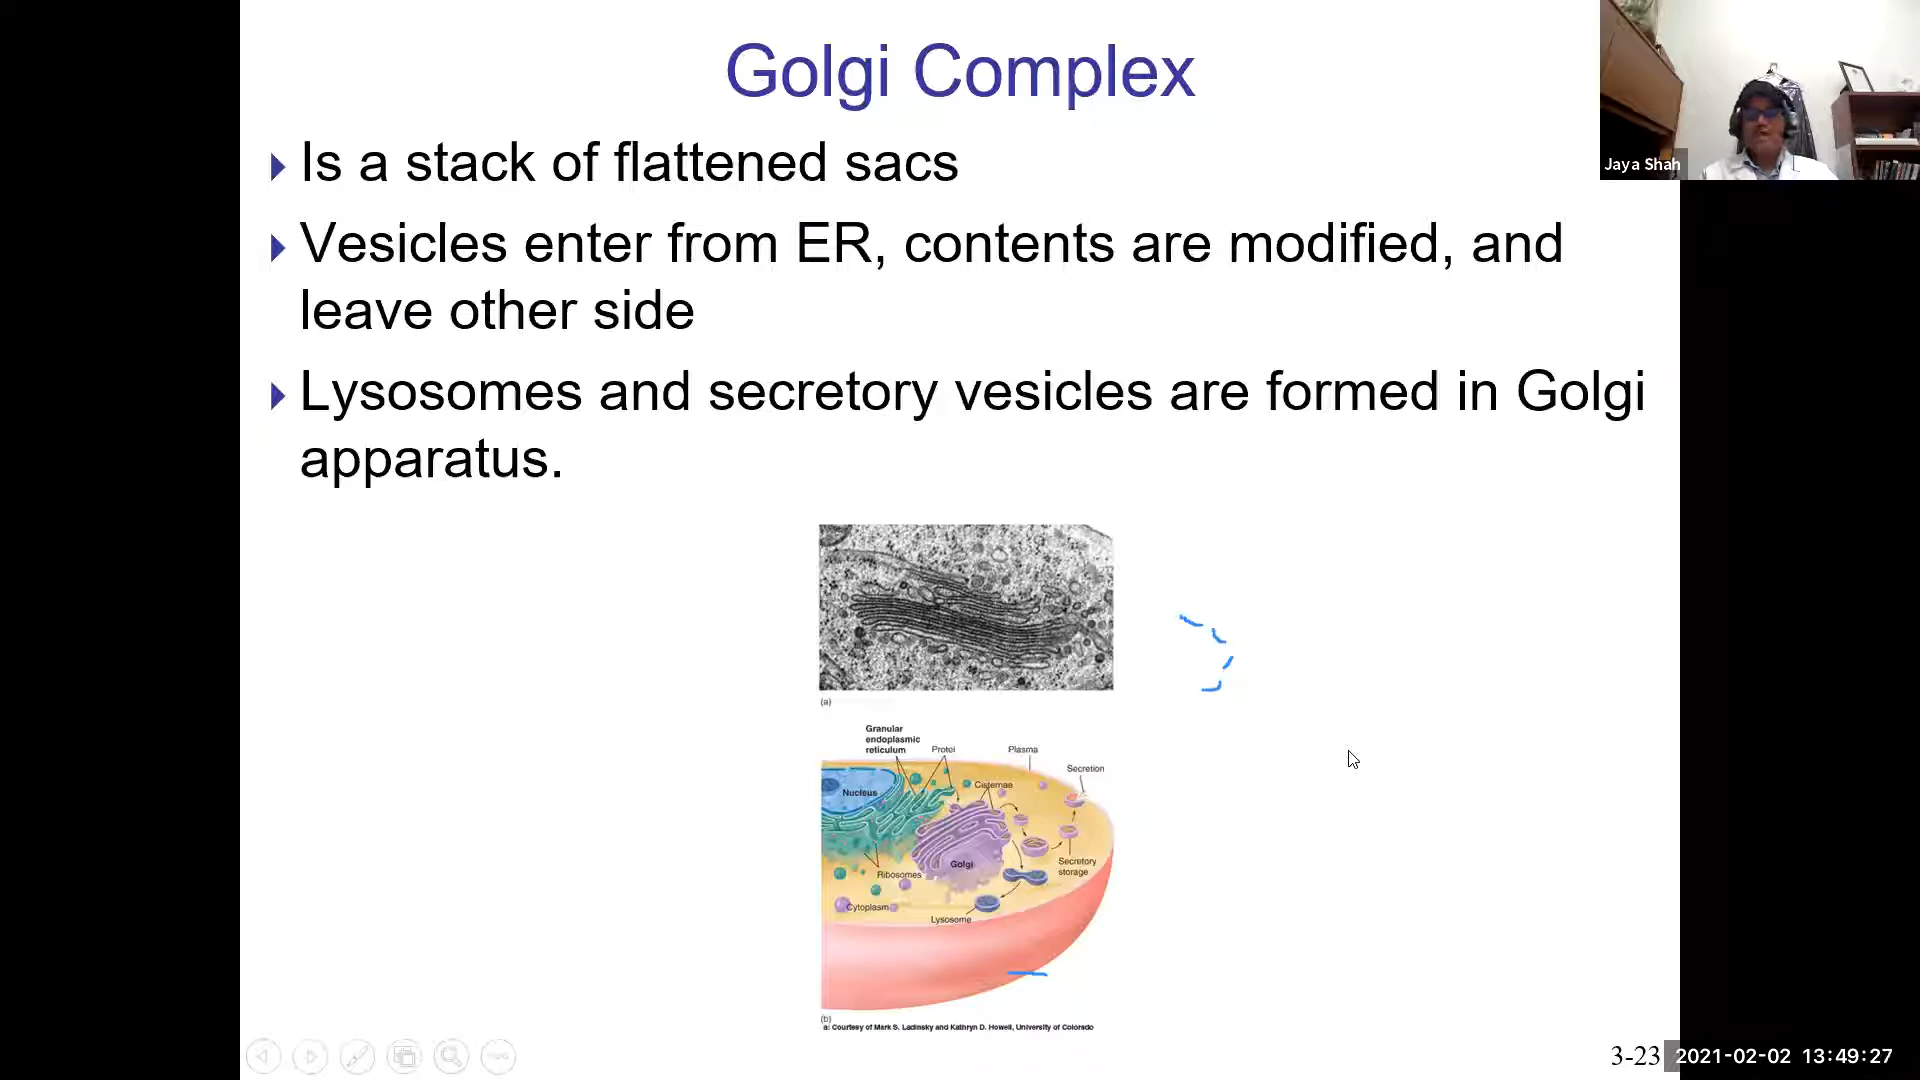 Golgi Complex
Jaya Shah
Is a stack of flattened sacs
Vesicles enter from ER, contents are modified, and
leave other side
Lysosomes and secretory vesicles are formed in Golgi
apparatus.
(a)
Granular
endoplasmic
reticulum
Protei
Plasma
Secretion
Cisternae
Nucleus
Golgi
Secretory
storage
Ribosomes
Cytoplasm
Lysosome
(b)
a: Courtesy of Mark S. Ladinsky and Kathryn D. Howell, University of Colorado
3-23
2021-02-02 13:49:27